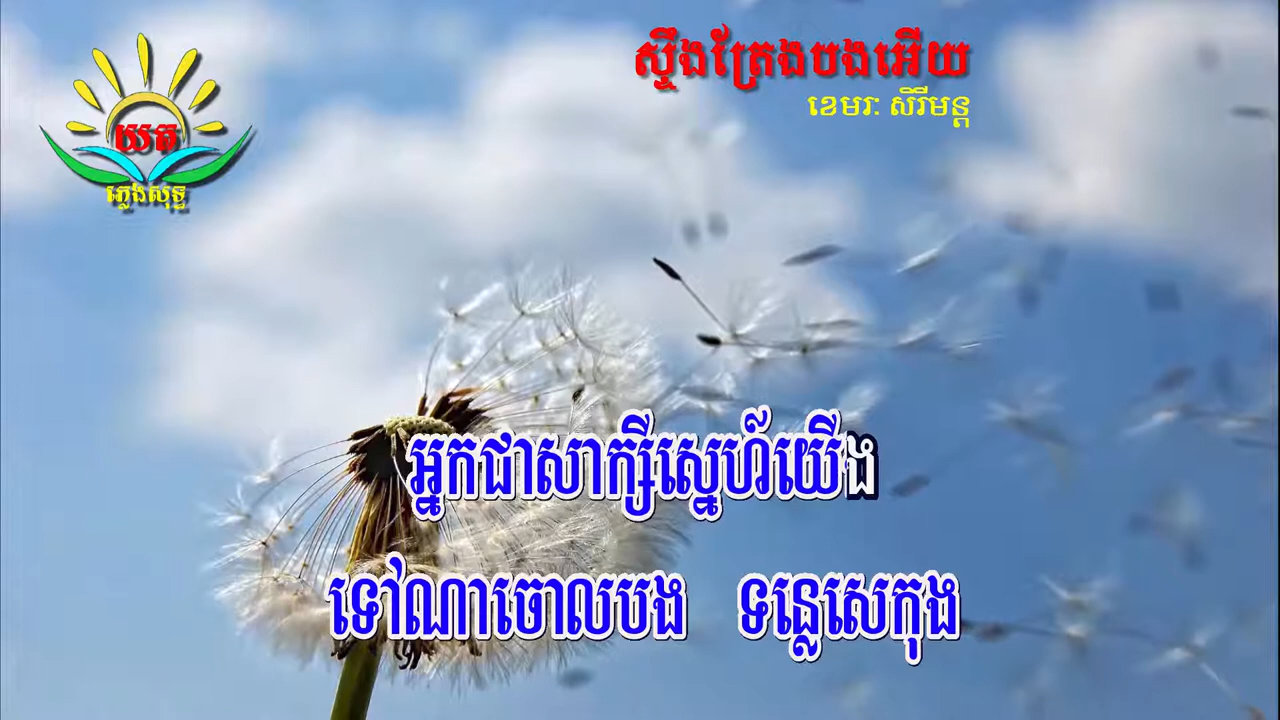 ស្ទឹងត្រែងបងអើយ
ខេមរៈ សិរីមន្ត
យត
ភ្លេងសុទ្ធ
អ្នកជាសាក្សីស្នេហ៍យើង
ទៅណាចោលបង ទន្លេសេកុង